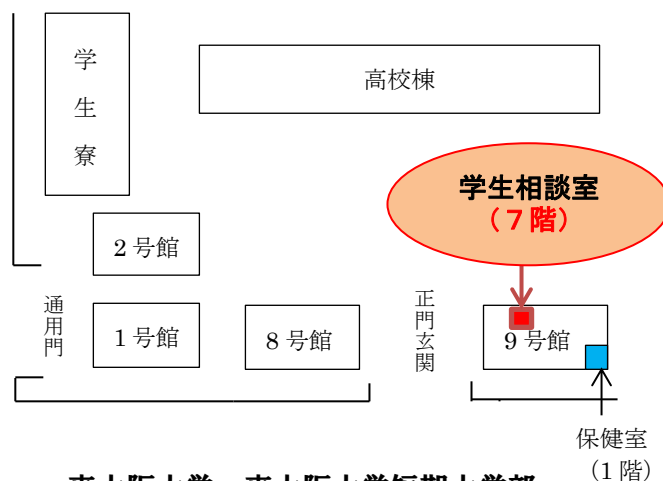 学生寮
高校棟
学生相談室
（７階）
2 号館
通用門
1 号館
8 号館
正門玄関
9 号館
保健室
（1 階）